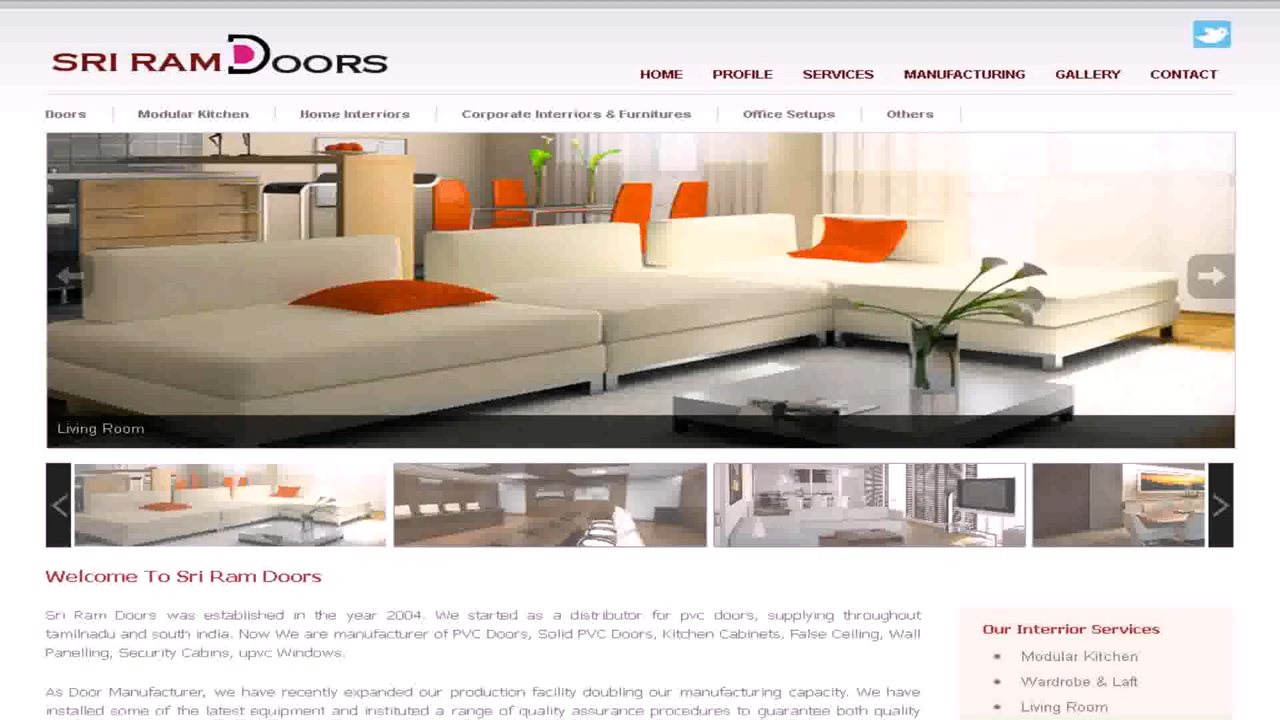 SRI RAM DOORS
HOME PROFILE SERVICES MANUFACTURING GALLERY CONTACT
Doors Modular Kitchen Home Interriors Corporate Interiors & Furnitures Office Setups Others
Living Room
Welcome To Sri Ram Doors
Sri Ram Doors was established in the year 2004. We started as a distributor for pvc doors, supplying throughout
tamilnadu and south india. Now We are manufacturer of PVC Doors, Solid PVC Doors, Kitchen Cabinets, False Ceiling, Wall
Panelling, Security Cabins, upvc Windows.
As Door Manufacturer, we have recently expanded our production facility doubling our manufacturing capacity. We have
installed some of the latest equipment and instituted a range of quality assurance procedures to guarantee both quality
Our Interrior Services
Modular Kitchen
Wardrobe & Laft
Living Room